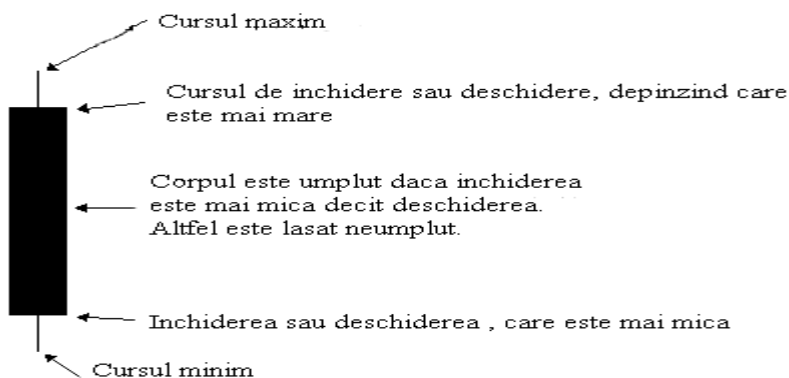 Cursul maxim
Cursul de inchidere sau deschidere, depinzind care
este mai mare
Corpul este umplut daca inchiderea
este mai mica decit deschiderea.
Altfel este lasat neumplut.
Inchiderea sau deschiderea , care este mai mica
Cursul minim